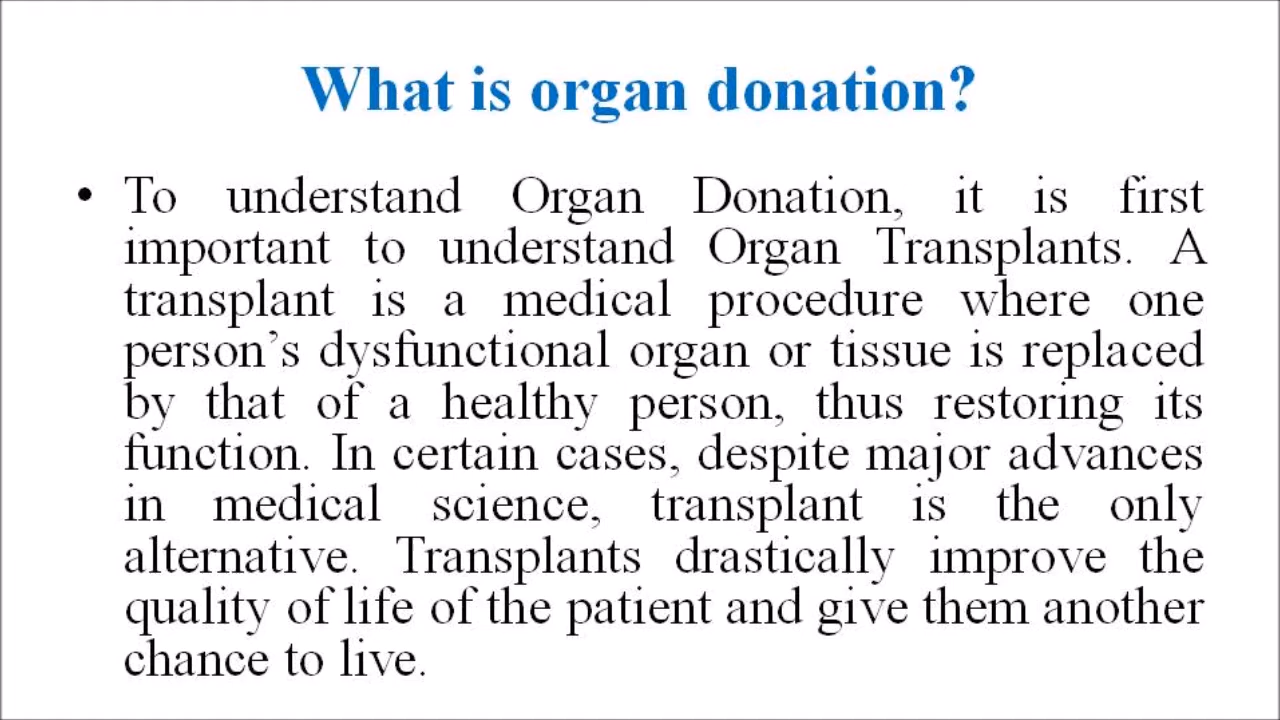 What is organ donation?
• To understand Organ Donation, it is first
important to understand Organ Transplants. A
transplant is a medical procedure where one
person’s dysfunctional organ or tissue is replaced
by that of a healthy person, thus restoring its
function. In certain cases, despite major advances
in medical science, transplant is the only
alternative. Transplants drastically improve the
quality of life of the patient and give them another
chance to live.